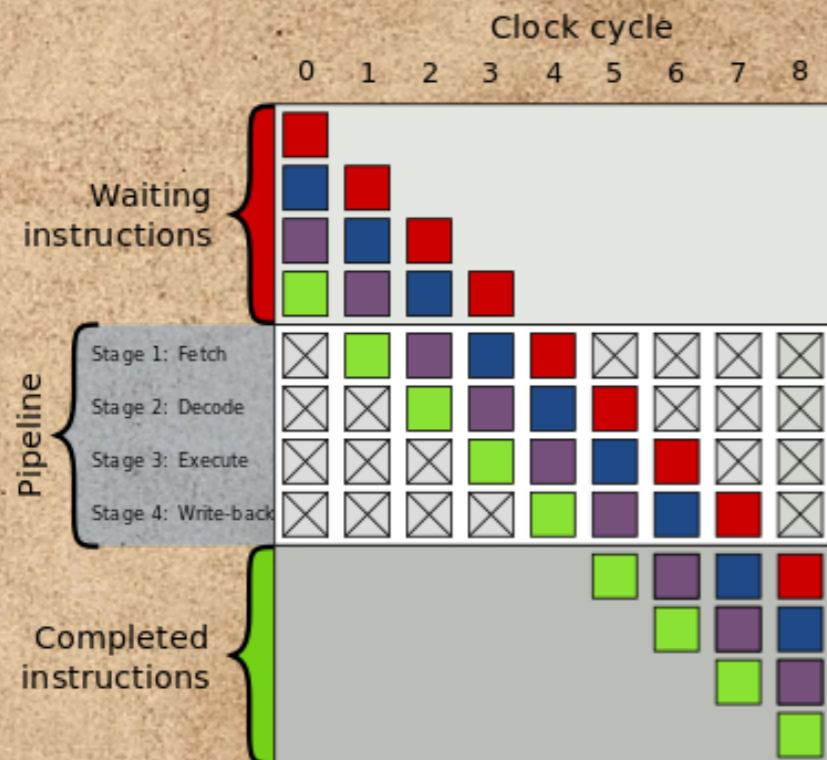 Clock cycle
0 1 2 3 4 5 6 7 8
Waiting
instructions
Pipeline
Stage 1: Fetch
Stage 2: Decode
Stage 3: Execute
Stage 4: Write-back
Completed
instructions